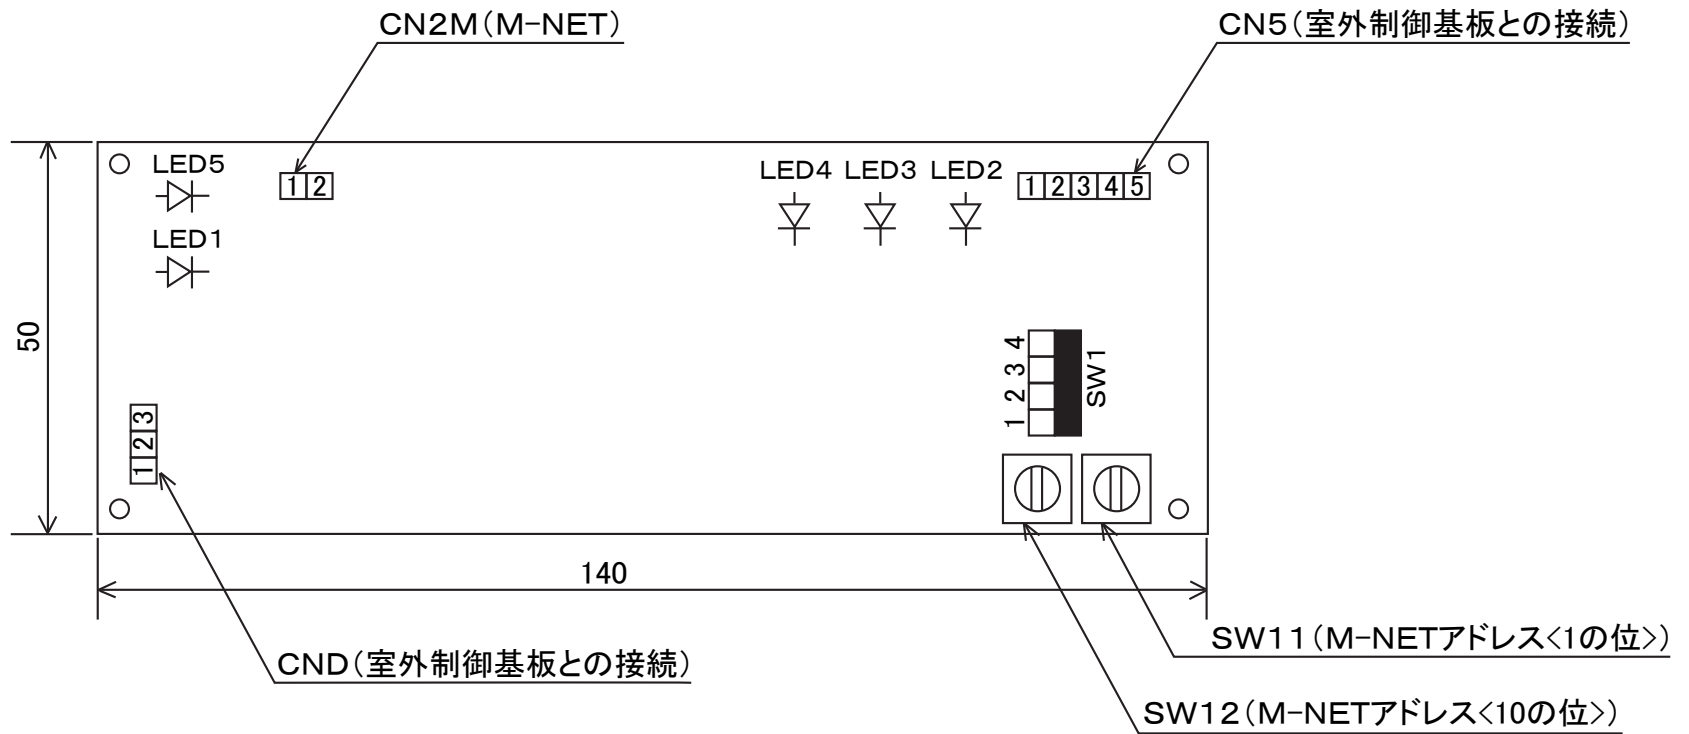 CN2M(M-NET)
CN5(室外制御基板との接続)
LED5
1 2
LED4 LED3 LED2
1 2 3 4 5
LED1
50
1 2 3 4
SW1
1 2 3
140
SW11(M-NETアドレス<1の位>)
CND(室外制御基板との接続)
SW12(M-NETアドレス<10の位>)